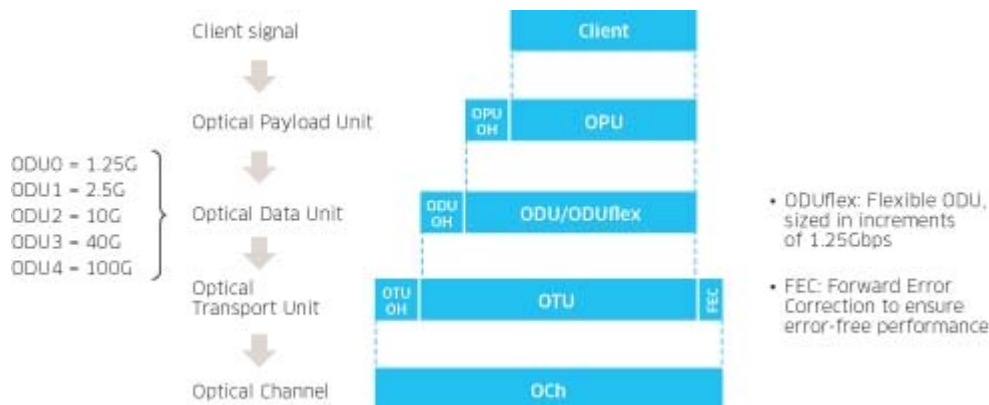 Client signal
Client
Optical Payload Unit
OPU
OH
OPU
ODU0 = 1.25G
ODU1 = 2.5G
ODU2 = 10G
ODU3 = 40G
ODU4 = 100G
Optical Data Unit
ODU
OH
ODU/ODUflex
• ODUflex: Flexible ODU,
sized in increments
of 1.25Gbps
Optical
Transport Unit
OTU
OH
OTU
FEC
• FEC: Forward Error
Correction to ensure
error-free performance
Optical Channel
OCh